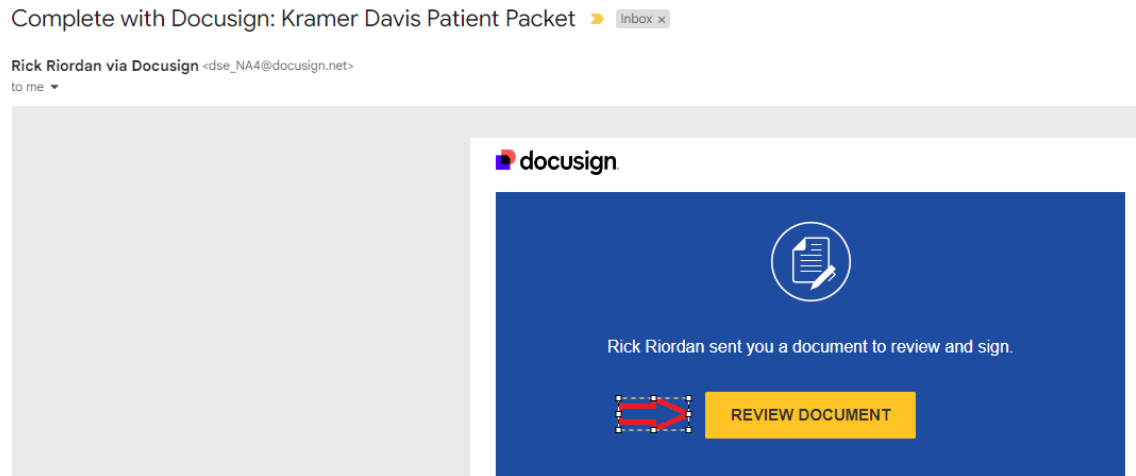 Complete with Docusign: Kramer Davis Patient Packet Inbox x
Rick Riordan via Docusign <dse_NA4@docusign.net>
to me
docusign.
Rick Riordan sent you a document to review and sign.
REVIEW DOCUMENT